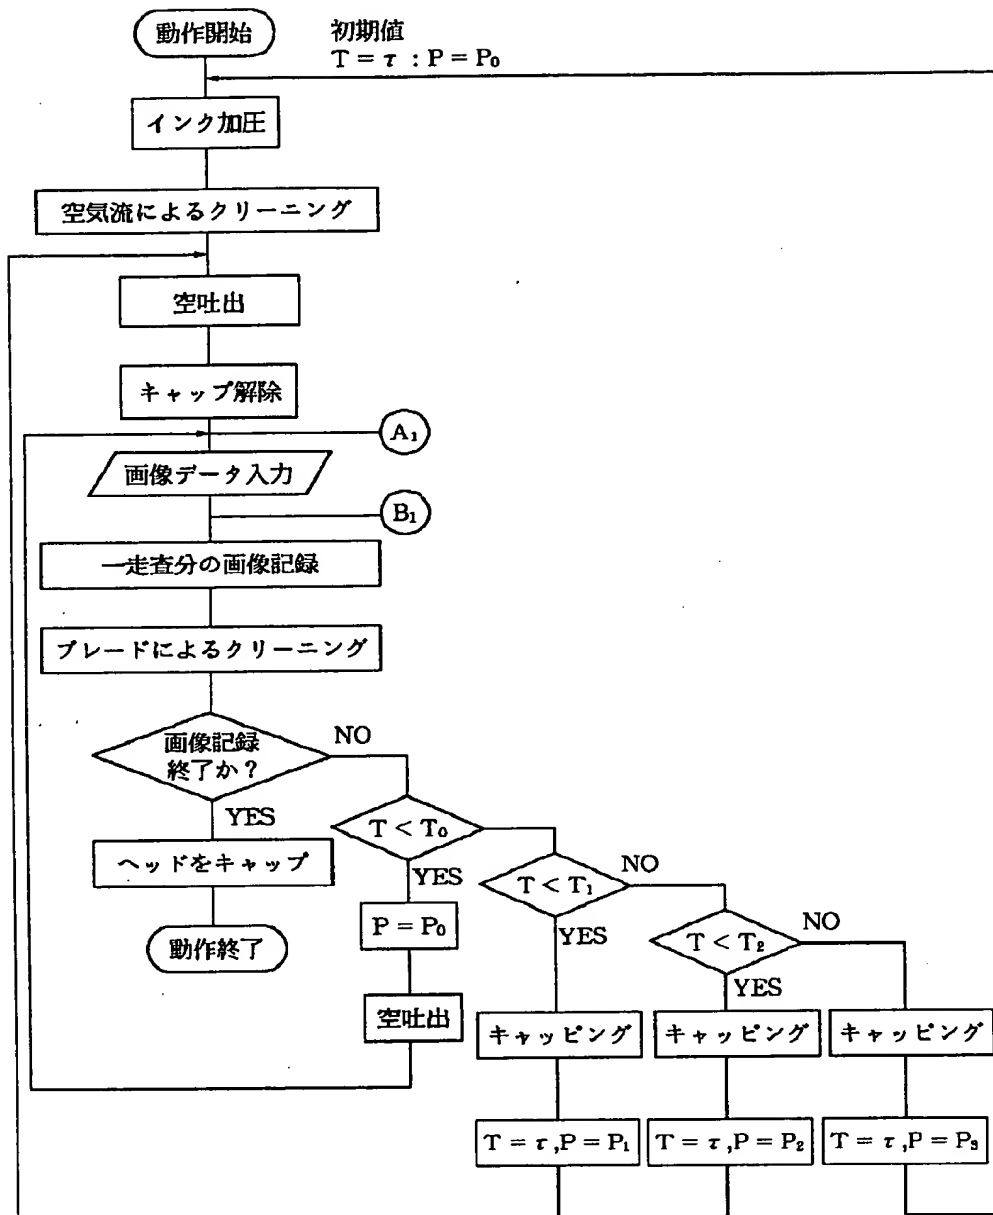 動作開始
初期値
T = τ : P = P₀
インク加圧
空気流によるクリーニング
空吐出
キャップ解除
A₁
画像データ入力
B₁
一走査分の画像記録
ブレードによるクリーニング
画像記録
終了か?
NO
YES
T < T₀
ヘッドをキャップ
YES
T < T₁
NO
P = P₀
YES
T < T₂
NO
動作終了
YES
空吐出
キャッピング
キャッピング
キャッピング
T = τ ,P = P₁
T = τ ,P = P₂
T = τ ,P = P₃